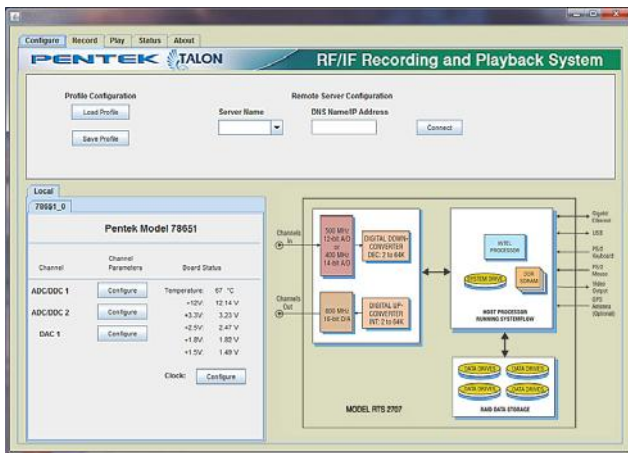 Configure Record Play Status About
PENTEK TALON RF/IF Recording and Playback System
Profile Configuration
Load Profile
Save Profile
Remote Server Configuration
Server Name DNS Name/IP Address
Connect
Local
78651_0
Pentek Model 78651
Channel Channel Parameters Board Status
ADC/DDC 1 Configure Temperature: 67 °C
+12V: 12.14 V
ADC/DDC 2 Configure +3.3V: 3.23 V
+2.5V: 2.47 V
DAC 1 Configure +1.8V: 1.82 V
+1.5V: 1.49 V
Clock: Configure
Channels In
500 MHz
12-bit A/D
or
400 MHz
14-bit A/D
DIGITAL DOWN-
CONVERTER
DEC: 2 to 64K
Channels Out
800 MHz
16-bit D/A
DIGITAL UP-
CONVERTER
INT: 2 to 64K
INTEL
PROCESSOR
SYSTEM DRIVE
DDR
SDRAM
HOST PROCESSOR
RUNNING SYSTEMFLOW
Gigabit
Ethernet
USB
PS/2
Keyboard
PS/2
Mouse
Video
Output
GPS
Antenna
(Optional)
DATA DRIVES DATA DRIVES
DATA DRIVES DATA DRIVES
RAID DATA STORAGE
MODEL RTS 2707